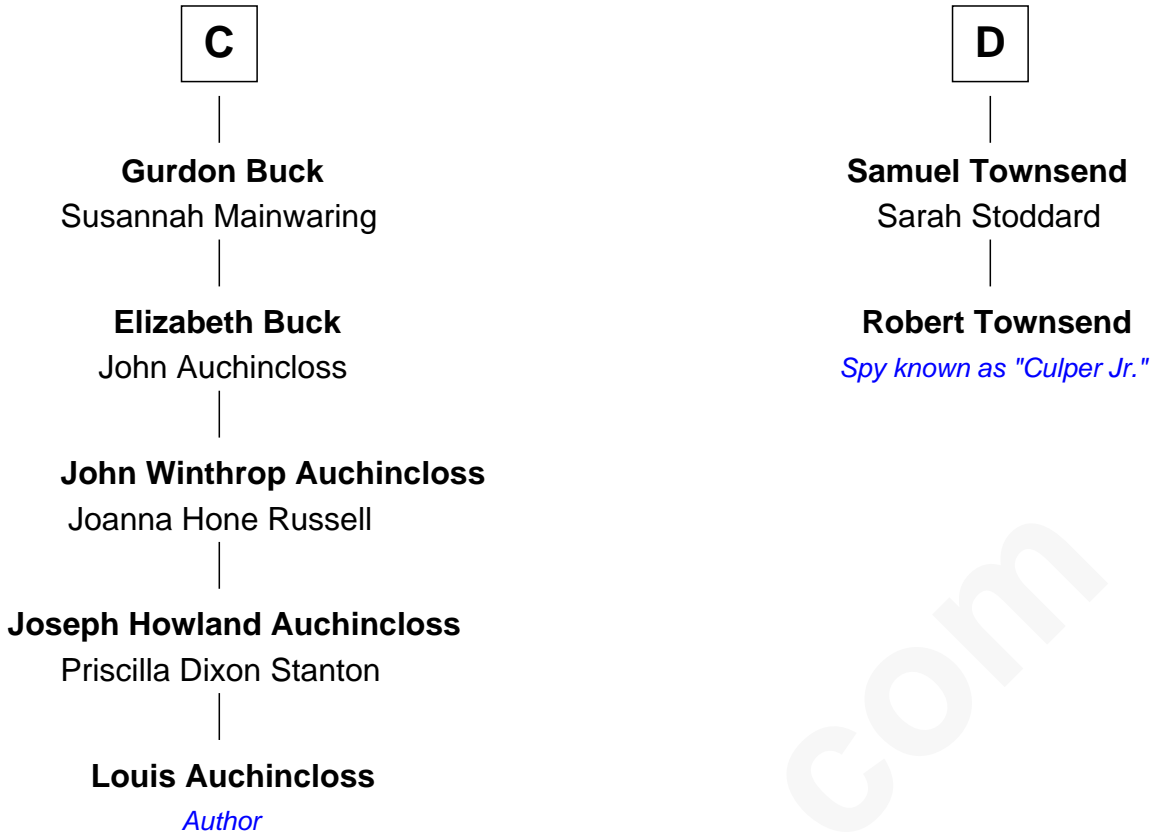 C
Gurdon Buck
Susannah Mainwaring
Elizabeth Buck
John Auchincloss
John Winthrop Auchincloss
Joanna Hone Russell
Joseph Howland Auchincloss
Priscilla Dixon Stanton
Louis Auchincloss
Author
D
Samuel Townsend
Sarah Stoddard
Robert Townsend
Spy known as "Culper Jr."
com